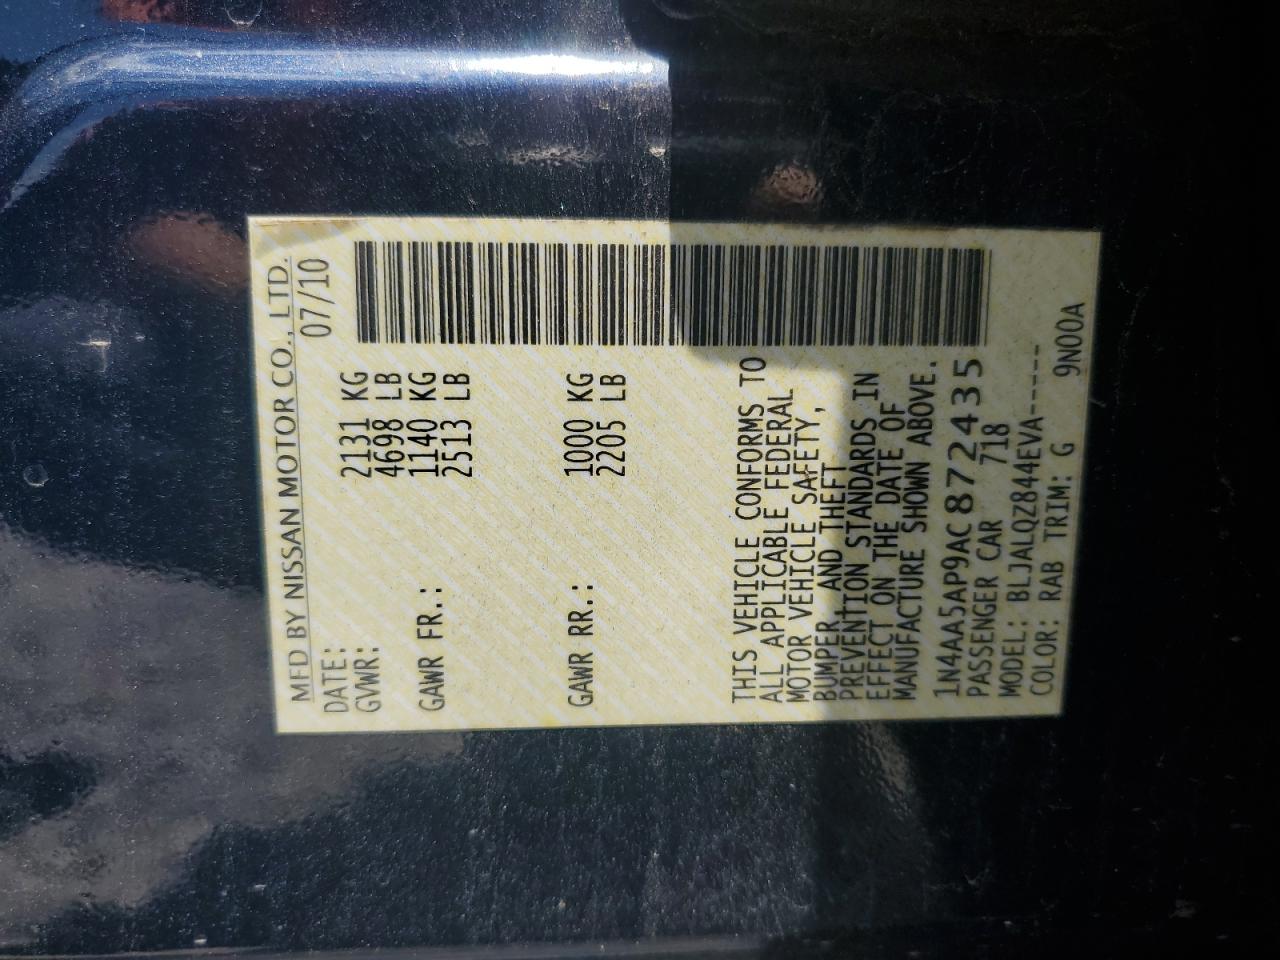 MFD BY NISSAN MOTOR CO., LTD.
DATE: 07/10
GVWR: 2131 KG
4698 LB
GAWR FR.: 1140 KG
2513 LB
GAWR RR.: 1000 KG
2205 LB
THIS VEHICLE CONFORMS TO
ALL APPLICABLE FEDERAL
MOTOR VEHICLE SAFETY,
BUMPER AND THEFT
PREVENTION STANDARDS IN
EFFECT ON THE DATE OF
MANUFACTURE SHOWN ABOVE.
1N4AA5AP9AC872435
PASSENGER CAR 718
MODEL: BLJALQZ844EVA-----
COLOR: RAB TRIM: G 9N00A